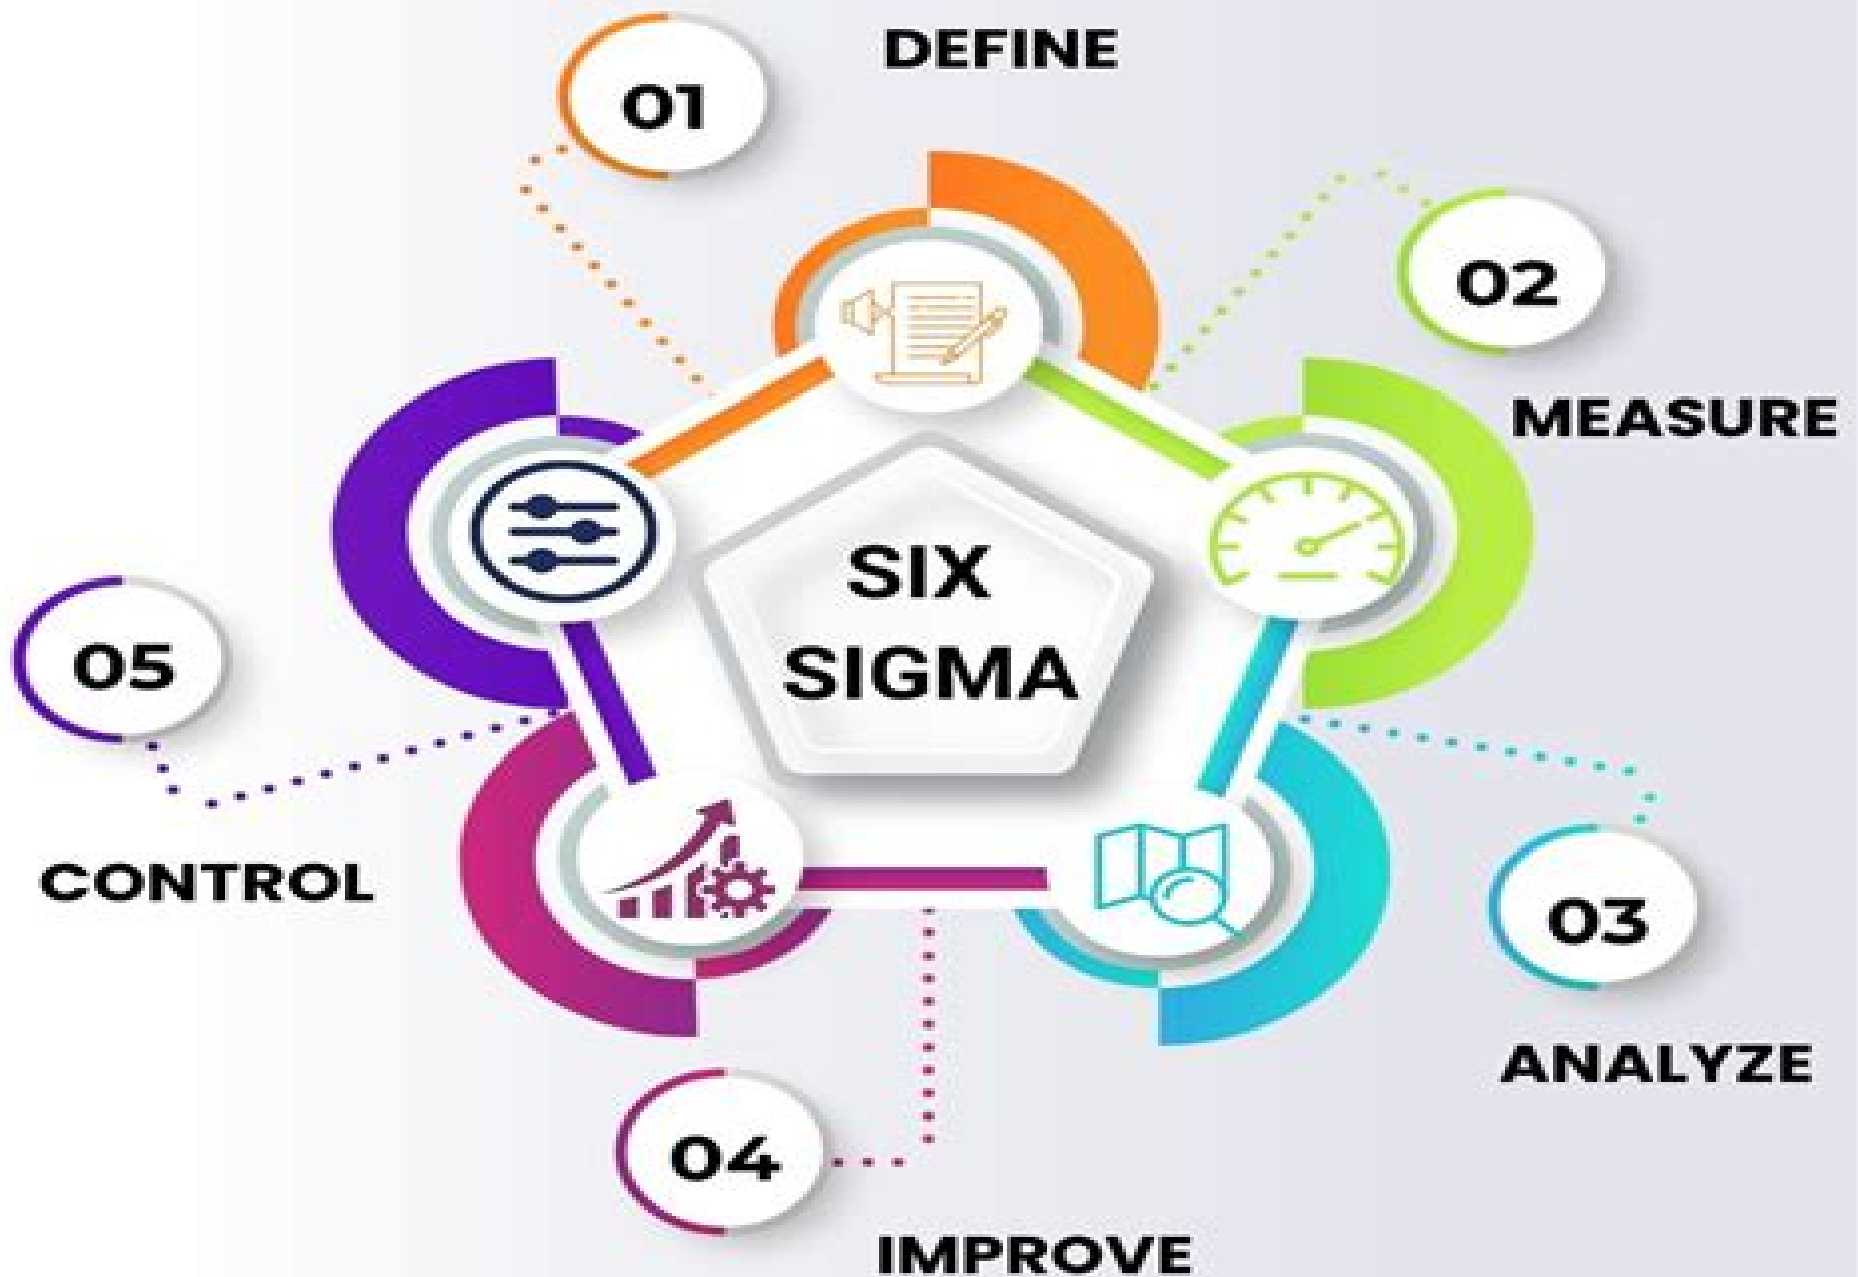 01
DEFINE
02
MEASURE
SIX
SIGMA
03
ANALYZE
04
IMPROVE
05
CONTROL